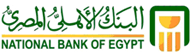 البنك الأهلي المصري
NATIONAL BANK OF EGYPT